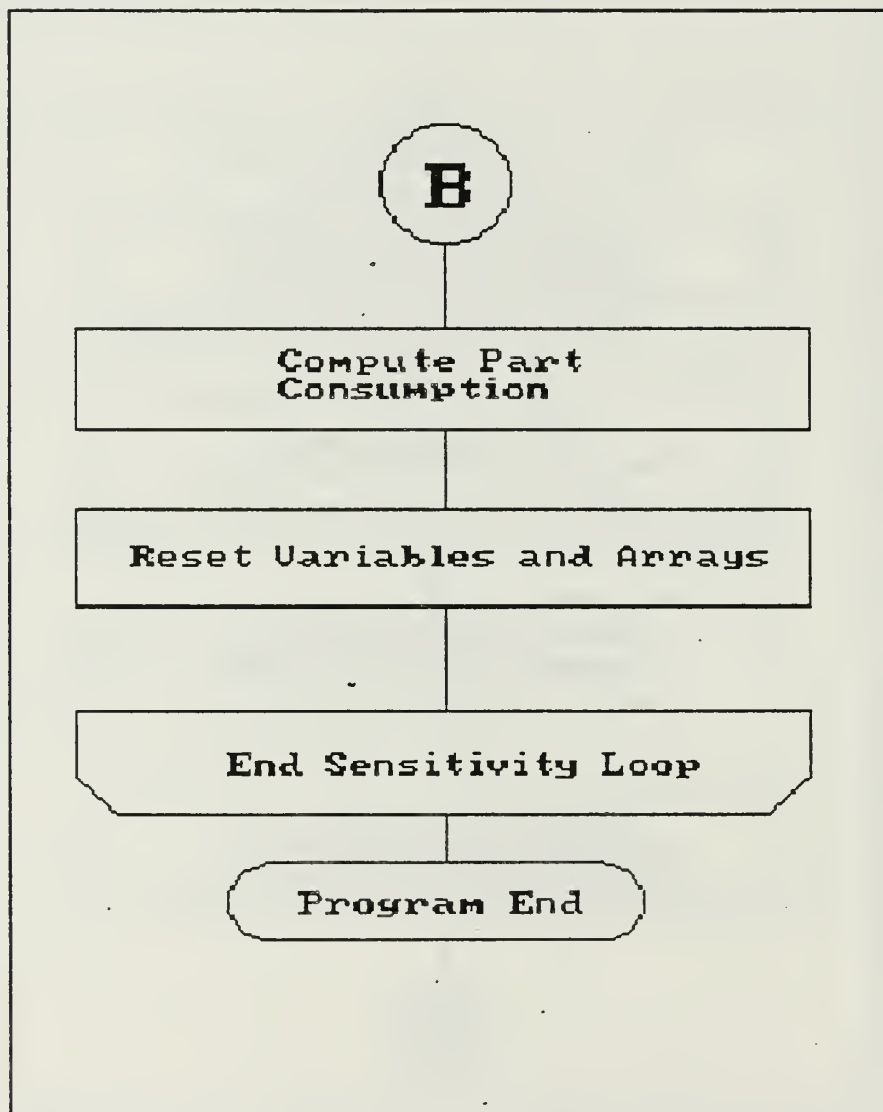 B
Compute Part
Consumption
Reset Variables and Arrays
End Sensitivity Loop
Program End